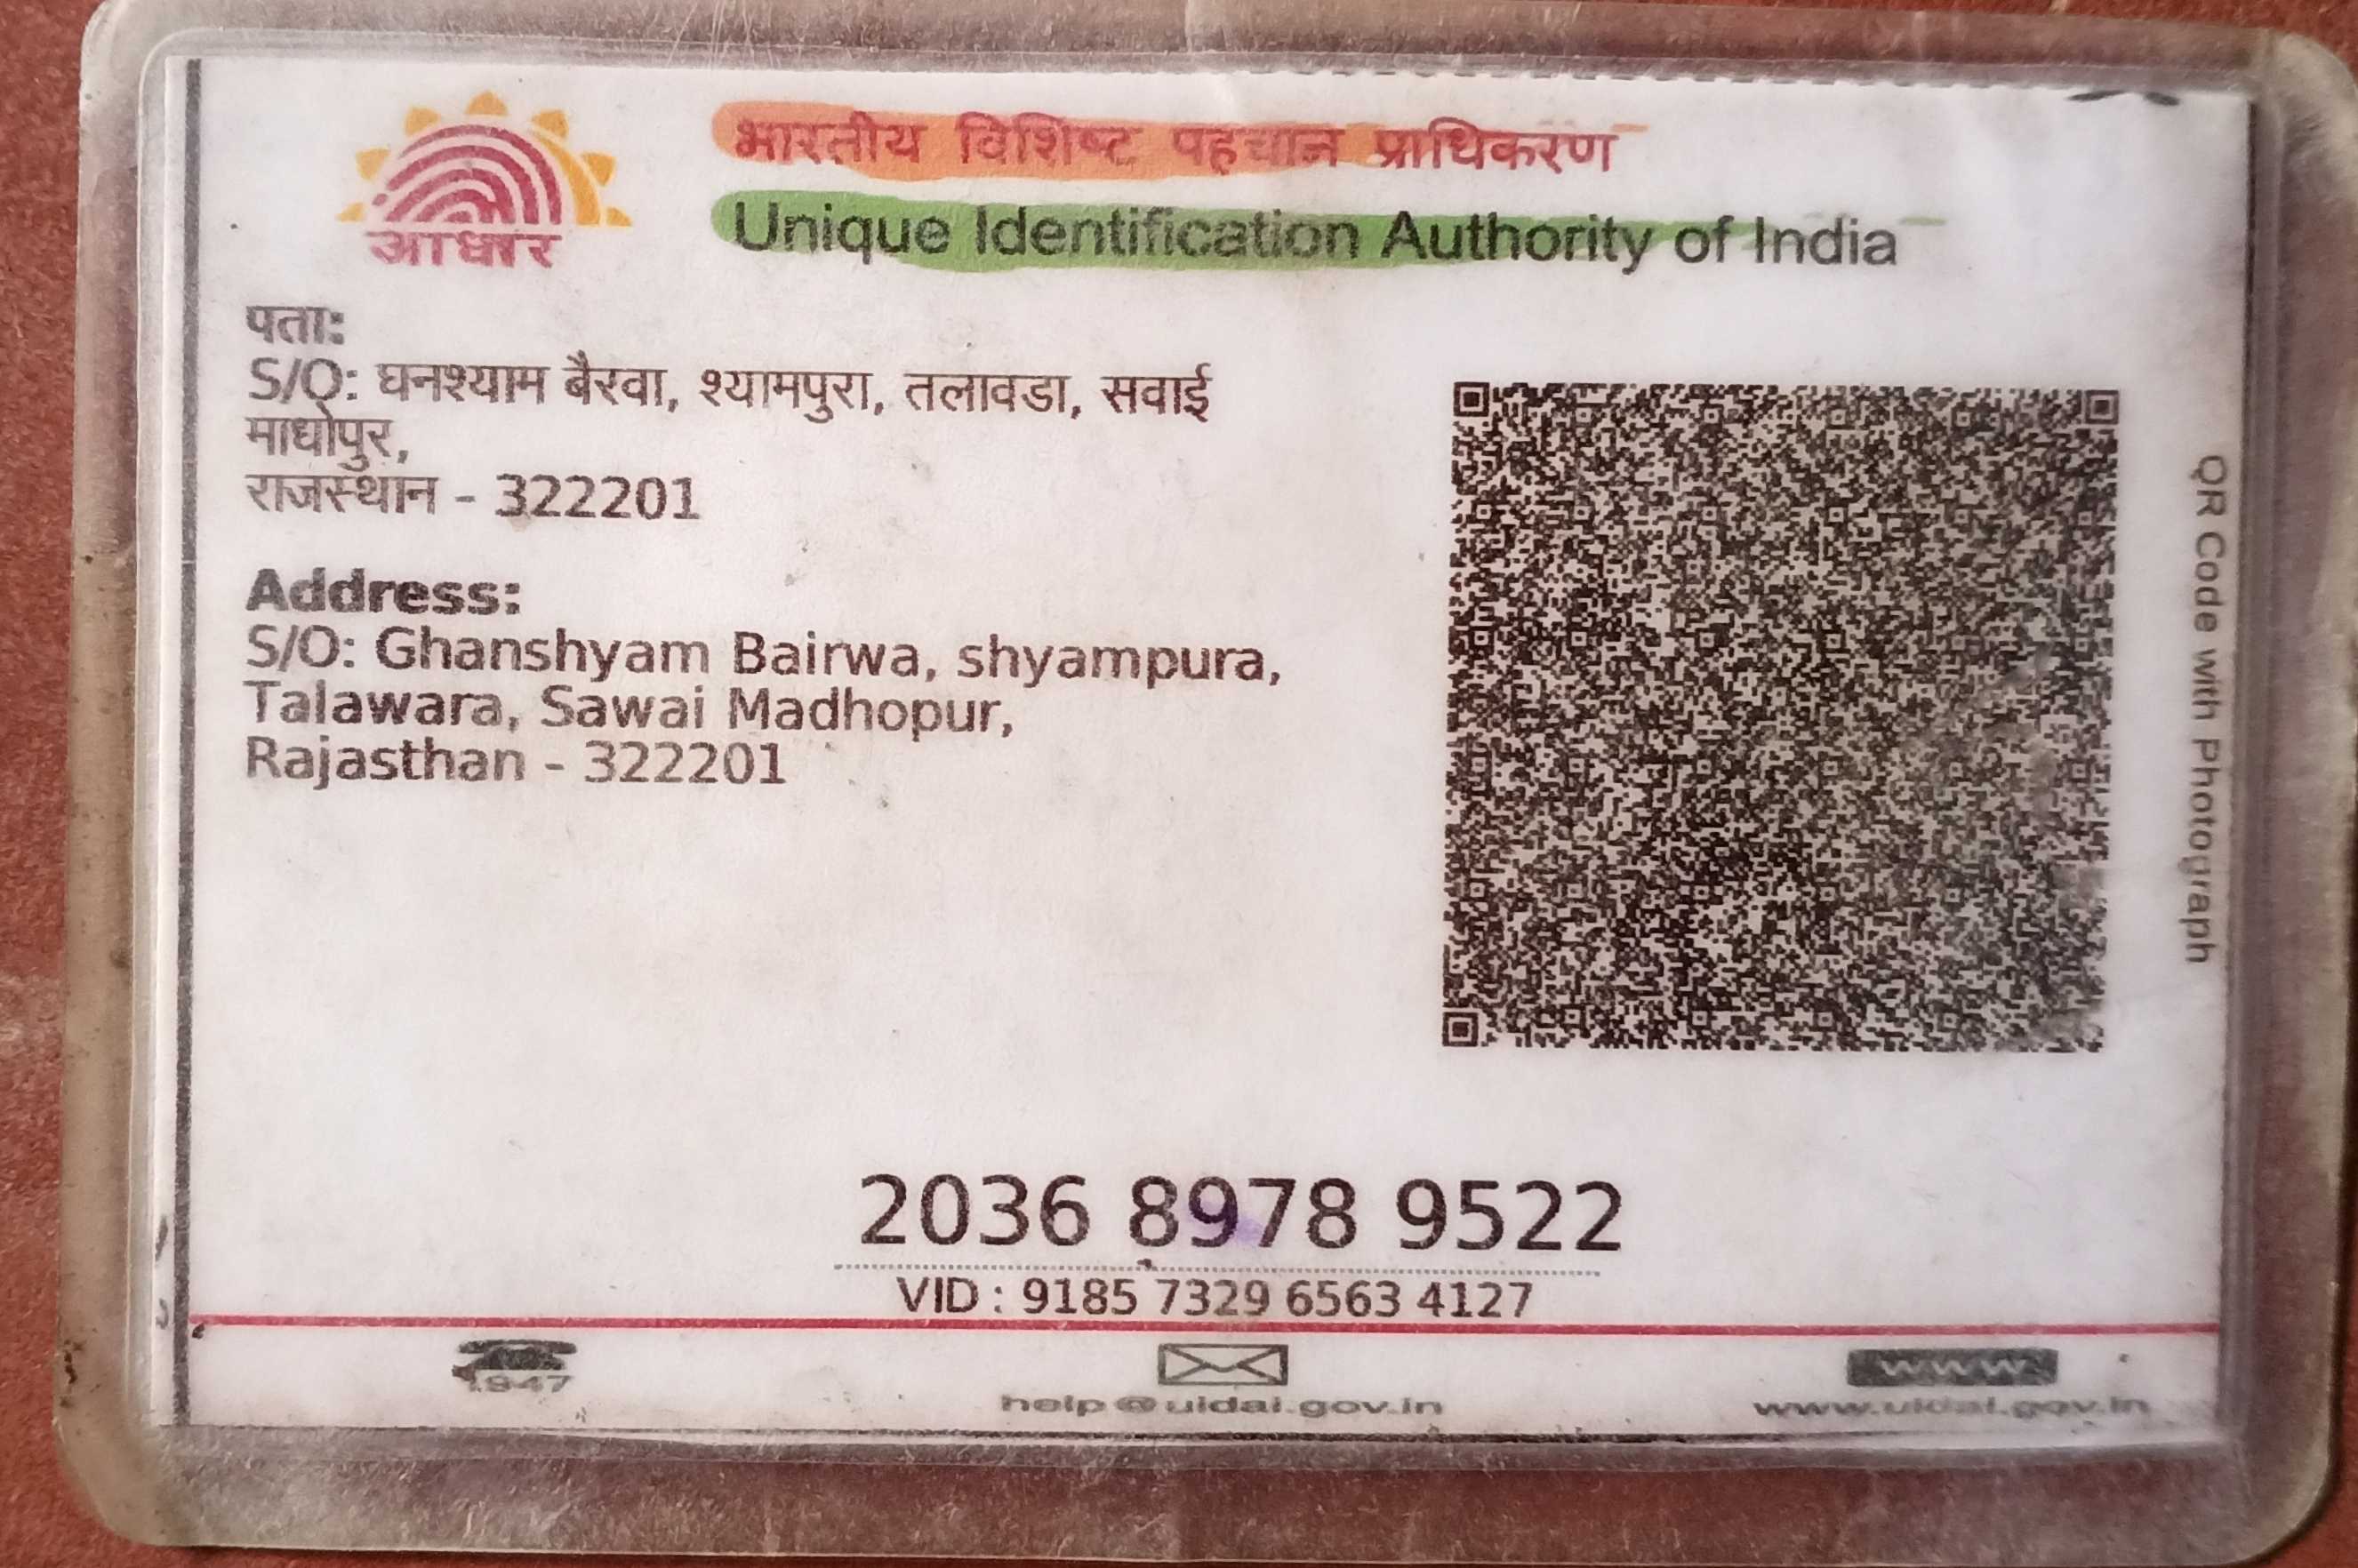 आधार
भारतीय विशिष्ट पहचान प्राधिकरण
Unique Identification Authority of India
पता:
S/O: घनश्याम बैरवा, श्यामपुरा, तलावडा, सवाई
माधोपुर,
राजस्थान - 322201
Address:
S/O: Ghanshyam Bairwa, shyampura,
Talawara, Sawai Madhopur,
Rajasthan - 322201
QR Code with Photograph
2036 8978 9522
VID : 9185 7329 6563 4127
1947
help@uidai.gov.in
www
www.uidai.gov.in